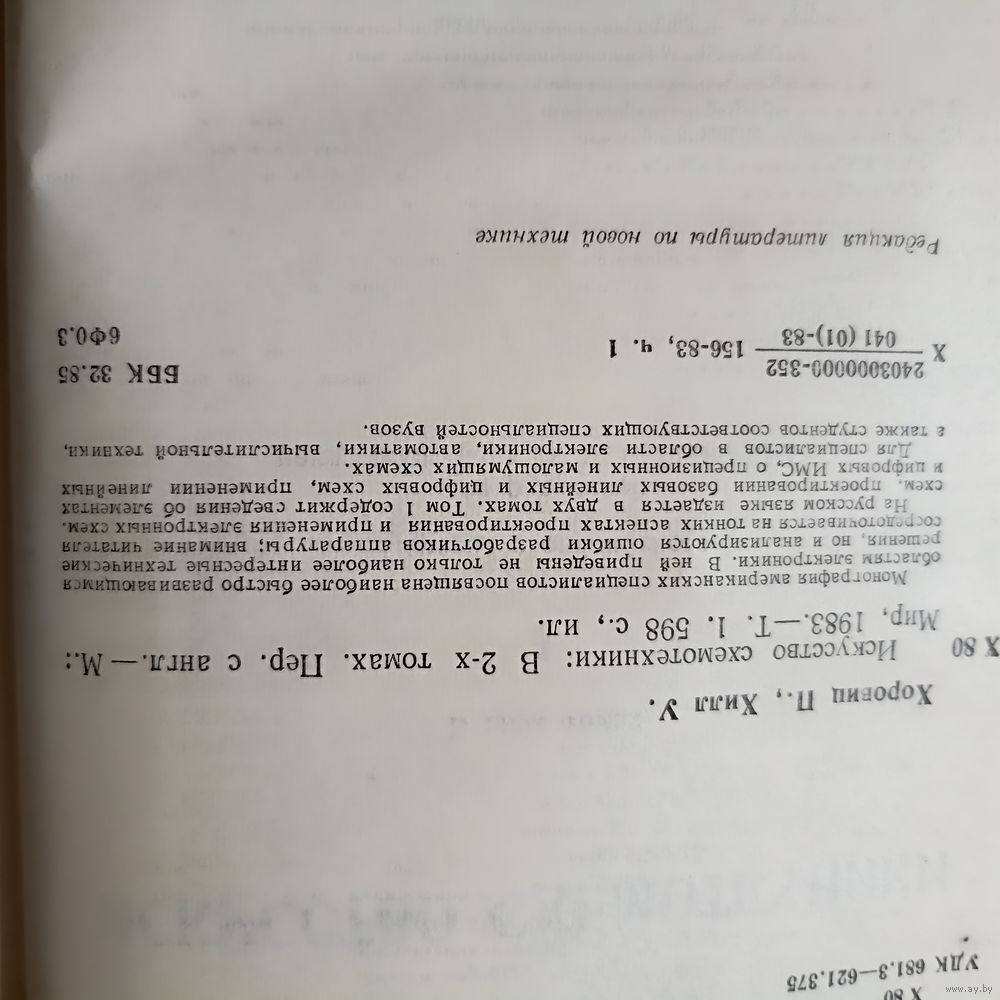 Х 80
УДК 681.3—621.375
Хоровиц П., Хилл У.
Х 80 Искусство схемотехники: В 2-х томах. Пер. с англ.—М.:
Мир, 1983.—Т. 1. 598 с., ил.
Монография американских специалистов посвящена наиболее быстро развивающимся
областям электроники. В ней приведены не только наиболее интересные технические
решения, но и анализируются ошибки разработчиков аппаратуры; внимание читателя
сосредоточивается на тонких аспектах проектирования и применения электронных схем.
На русском языке издается в двух томах. Том 1 содержит сведения об элементах
схем, проектировании базовых линейных и цифровых схем, применении линейных
и цифровых ИМС, о прецизионных и малошумящих схемах.
Для специалистов в области электроники, автоматики, вычислительной техники,
а также студентов соответствующих специальностей вузов.
2403000000-352
Х ———— 156-83, ч. 1
041 (01)-83
ББК 32.85
6Ф0.3
Редакция литературы по новой технике
www.ay.by